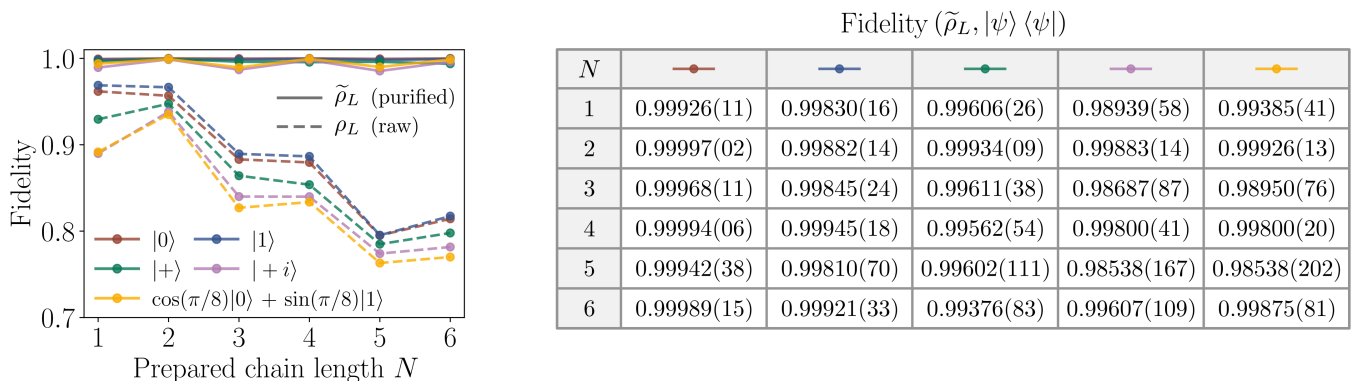 Fidelity (ρ̃_L, |ψ⟩ ⟨ψ|)
1.0
0.9
0.8
0.7
Fidelity
ρ̃_L (purified)
ρ_L (raw)
|0⟩ |1⟩
|+⟩ |+i⟩
cos(π/8)|0⟩ + sin(π/8)|1⟩
1 2 3 4 5 6
Prepared chain length N
N
1 0.99926(11) 0.99830(16) 0.99606(26) 0.98939(58) 0.99385(41)
2 0.99997(02) 0.99882(14) 0.99934(09) 0.99883(14) 0.99926(13)
3 0.99968(11) 0.99845(24) 0.99611(38) 0.98687(87) 0.98950(76)
4 0.99994(06) 0.99945(18) 0.99562(54) 0.99800(41) 0.99800(20)
5 0.99942(38) 0.99810(70) 0.99602(111) 0.98538(167) 0.98538(202)
6 0.99989(15) 0.99921(33) 0.99376(83) 0.99607(109) 0.99875(81)